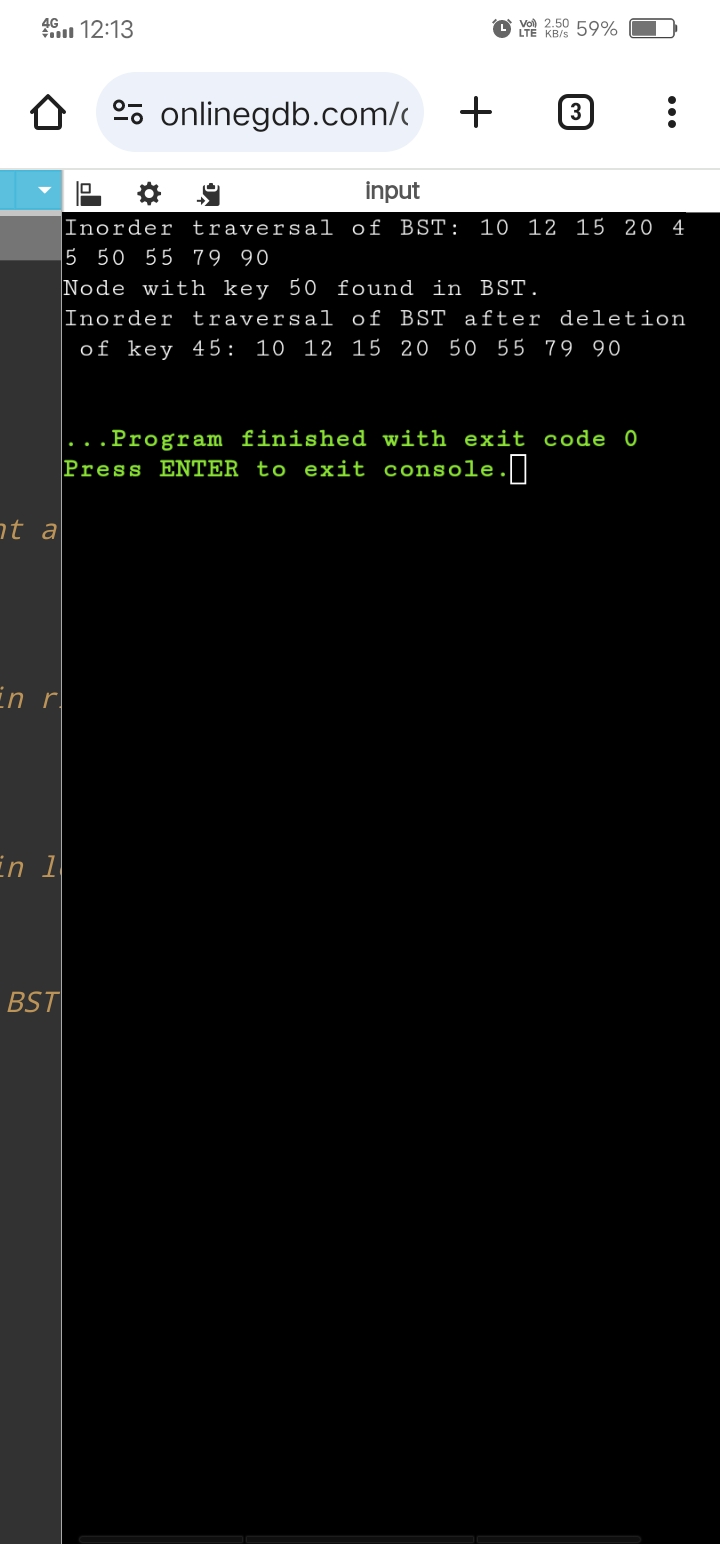 4G 12:13 Vo) LTE 2.50 KB/s 59%
onlinegdb.com/ 3
input
Inorder traversal of BST: 10 12 15 20 4
5 50 55 79 90
Node with key 50 found in BST.
Inorder traversal of BST after deletion
 of key 45: 10 12 15 20 50 55 79 90
...Program finished with exit code 0
Press ENTER to exit console.
nt a
in r
in l
BST